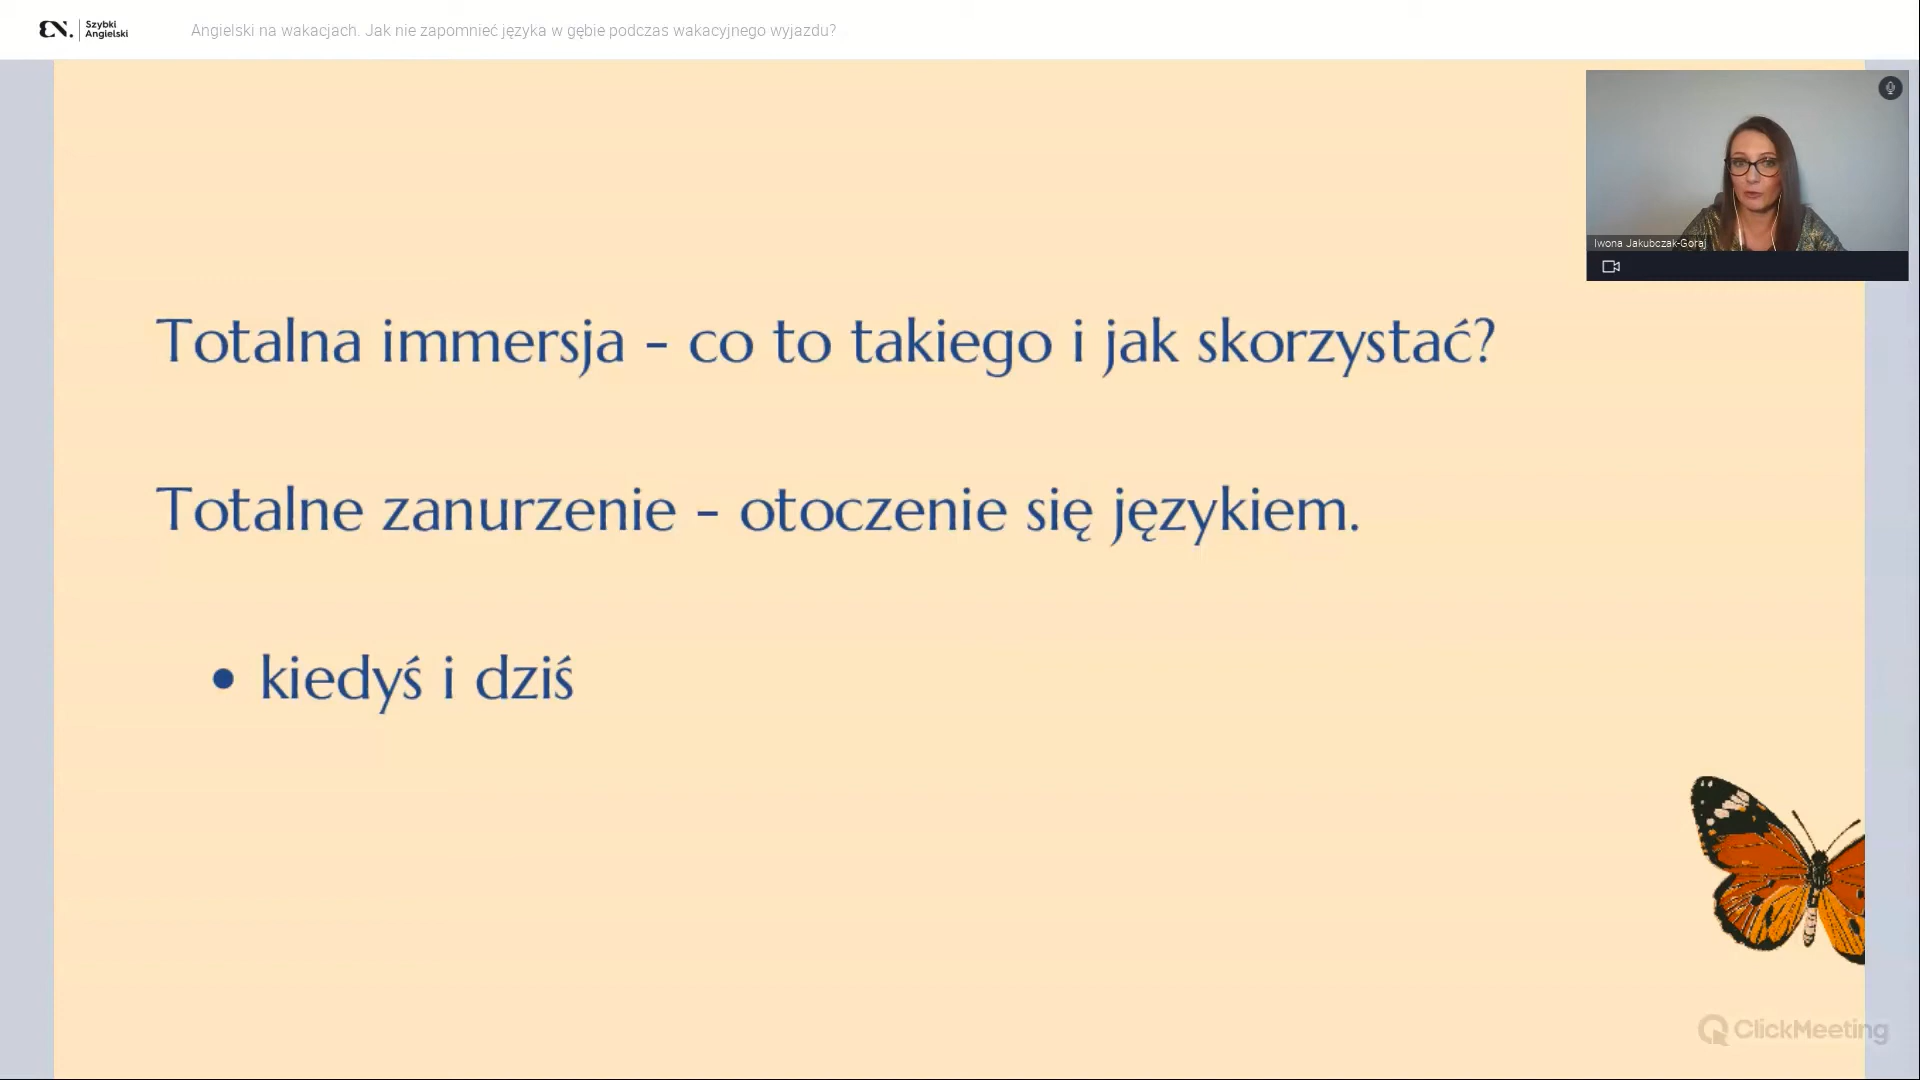 εN. Szybki
Angielski
Angielski na wakacjach. Jak nie zapomnieć języka w gębie podczas wakacyjnego wyjazdu?
Iwona Jakubczak-Goraj
Totalna immersja - co to takiego i jak skorzystać?
Totalne zanurzenie - otoczenie się językiem.
• kiedyś i dziś
ClickMeeting